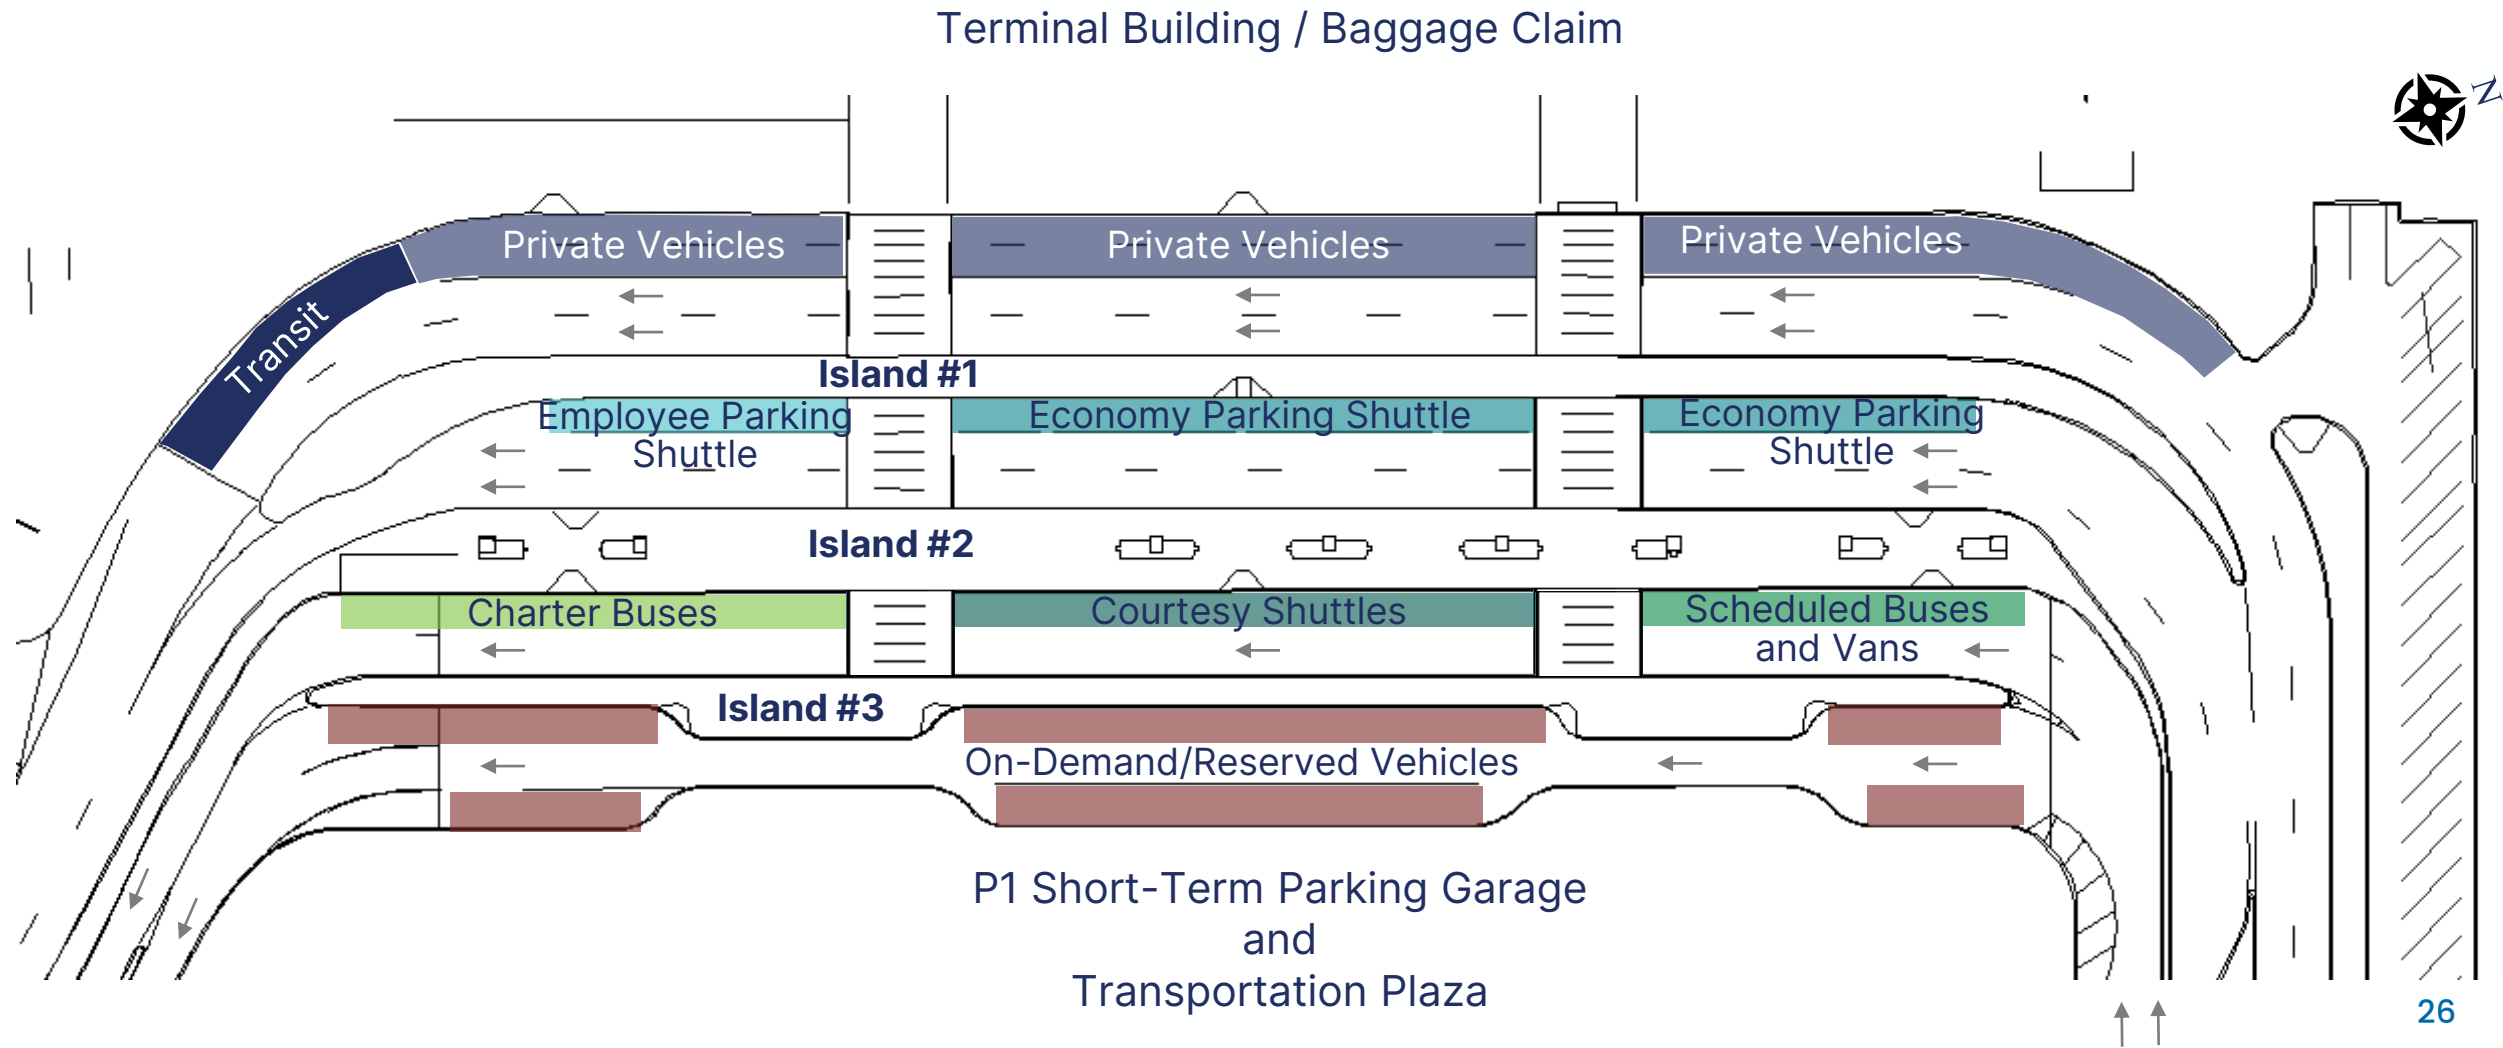 Terminal Building / Baggage Claim
N
Private Vehicles
Private Vehicles
Private Vehicles
Transit
Island #1
Employee Parking
Shuttle
Economy Parking Shuttle
Economy Parking
Shuttle
Island #2
Charter Buses
Courtesy Shuttles
Scheduled Buses
and Vans
Island #3
On-Demand/Reserved Vehicles
P1 Short-Term Parking Garage
and
Transportation Plaza
26